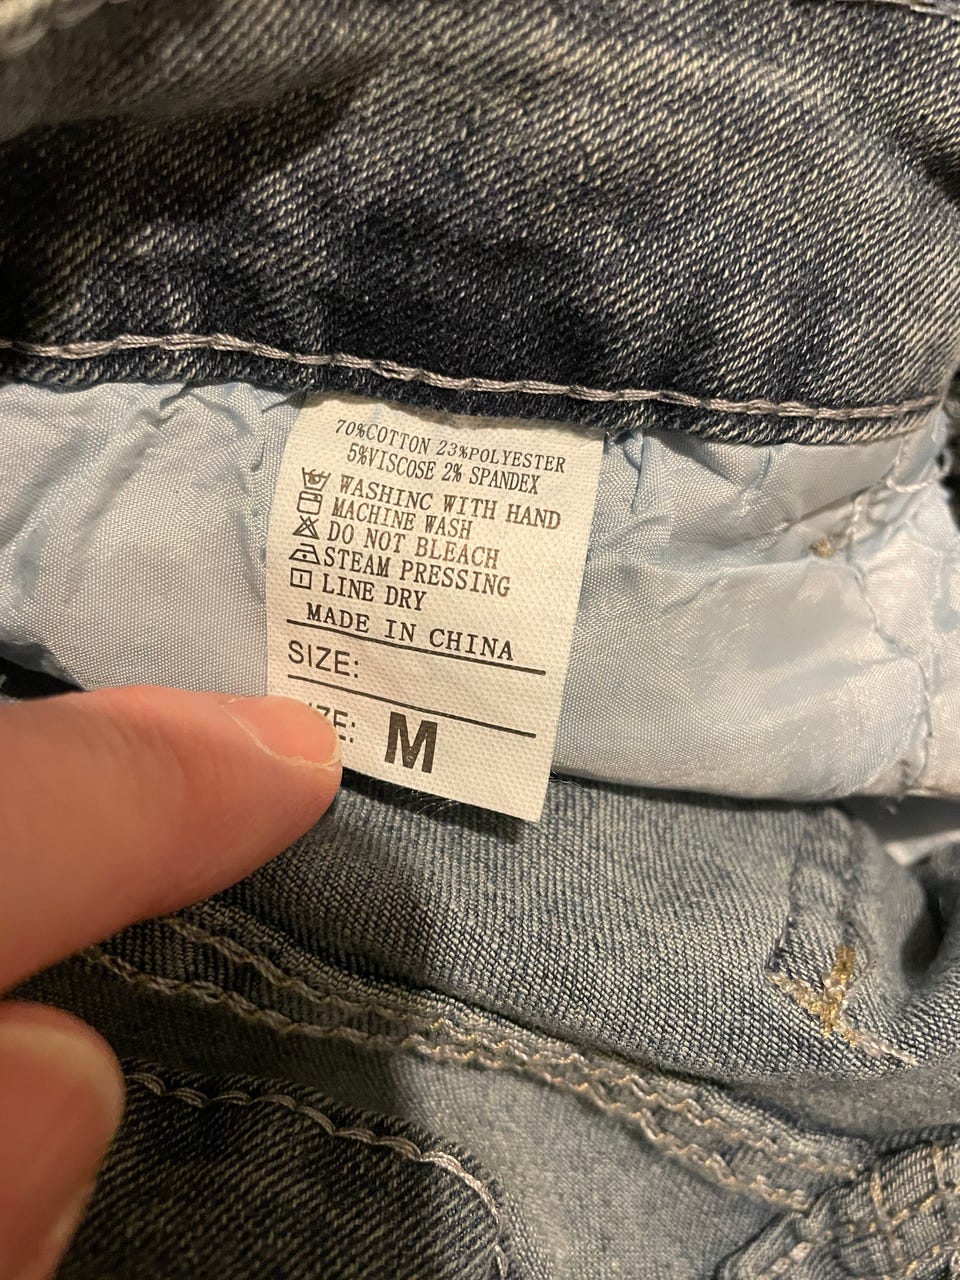 70%COTTON 23%POLYESTER
5%VISCOSE 2% SPANDEX
WASHINC WITH HAND
MACHINE WASH
DO NOT BLEACH
STEAM PRESSING
LINE DRY
MADE IN CHINA
SIZE:
M